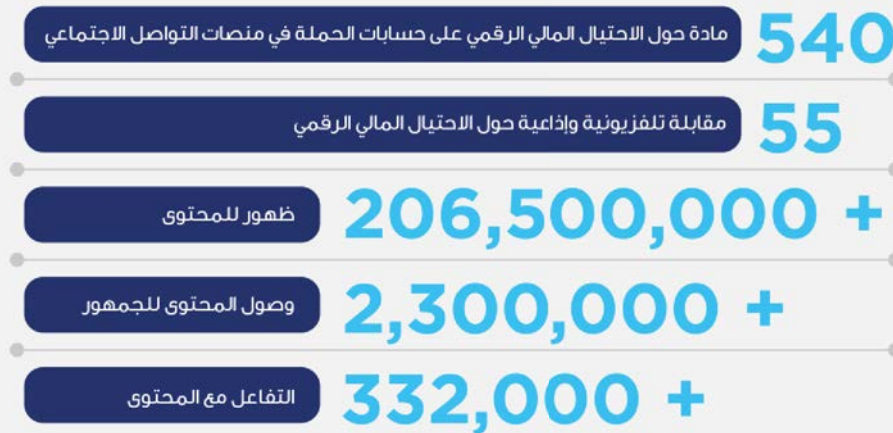 540
مادة حول الاحتيال المالي الرقمي على حسابات الحملة في منصات التواصل الاجتماعي
55
مقابلة تلفزيونية وإذاعية حول الاحتيال المالي الرقمي
206,500,000 +
ظهور للمحتوى
2,300,000 +
وصول المحتوى للجمهور
332,000 +
التفاعل مع المحتوى